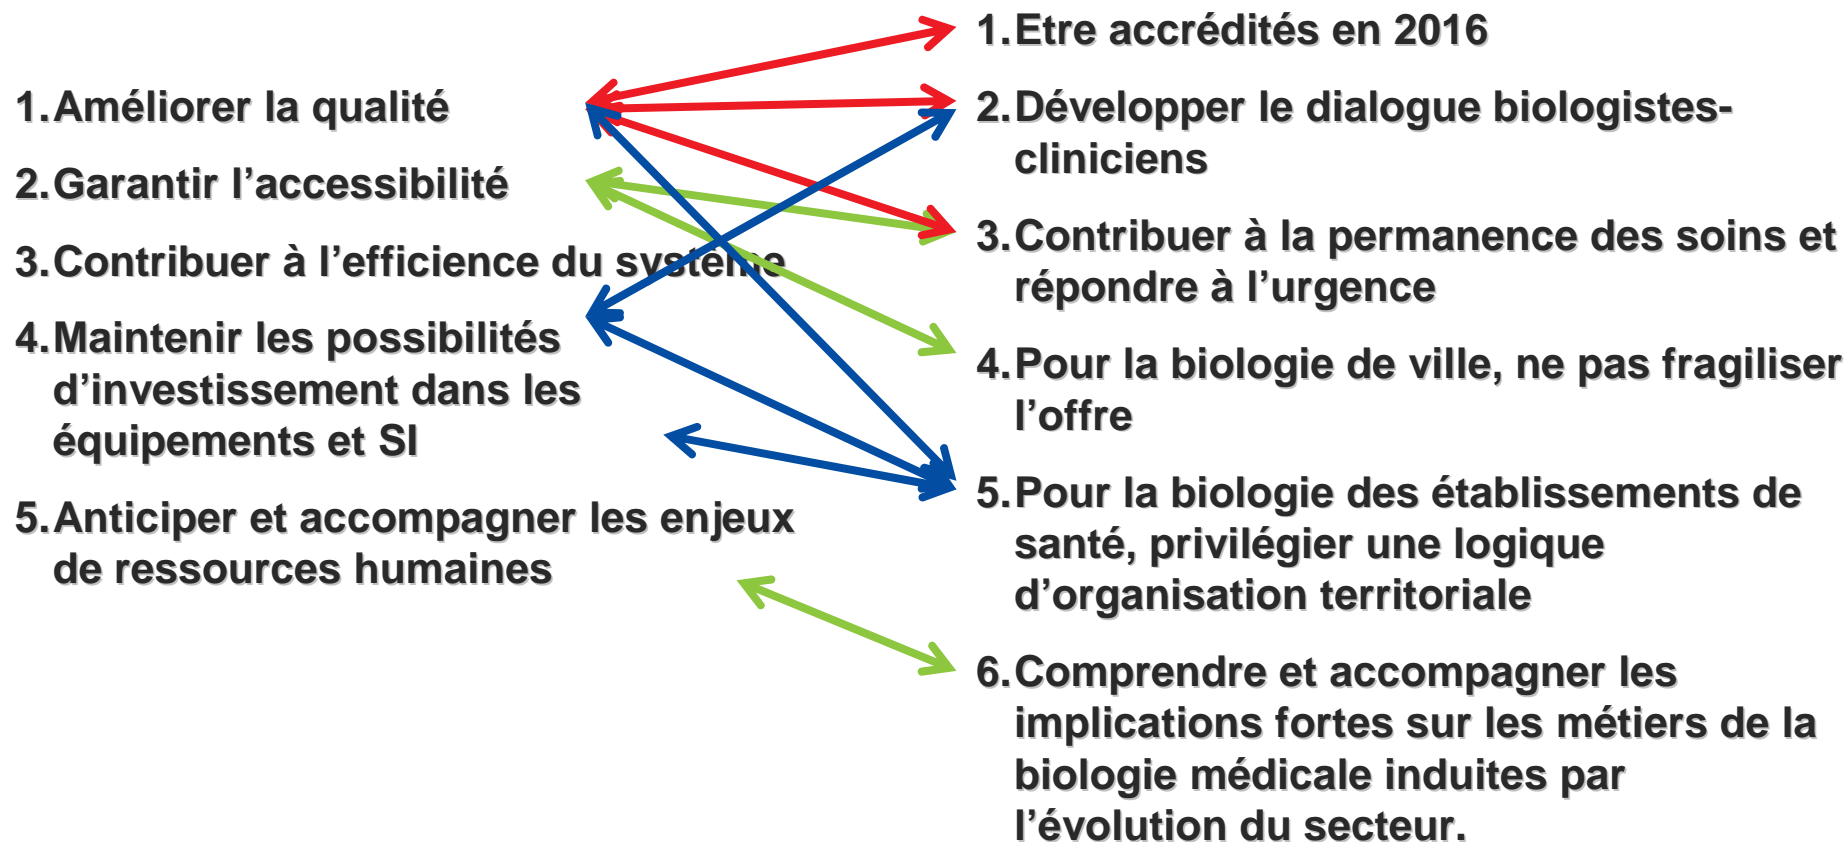 1.Améliorer la qualité
2.Garantir l’accessibilité
3.Contribuer à l’efficience du système
4.Maintenir les possibilités
d’investissement dans les
équipements et SI
5.Anticiper et accompagner les enjeux
de ressources humaines
1.Etre accrédités en 2016
2.Développer le dialogue biologistes-
cliniciens
3.Contribuer à la permanence des soins et
répondre à l’urgence
4.Pour la biologie de ville, ne pas fragiliser
l’offre
5.Pour la biologie des établissements de
santé, privilégier une logique
d’organisation territoriale
6.Comprendre et accompagner les
implications fortes sur les métiers de la
biologie médicale induites par
l’évolution du secteur.